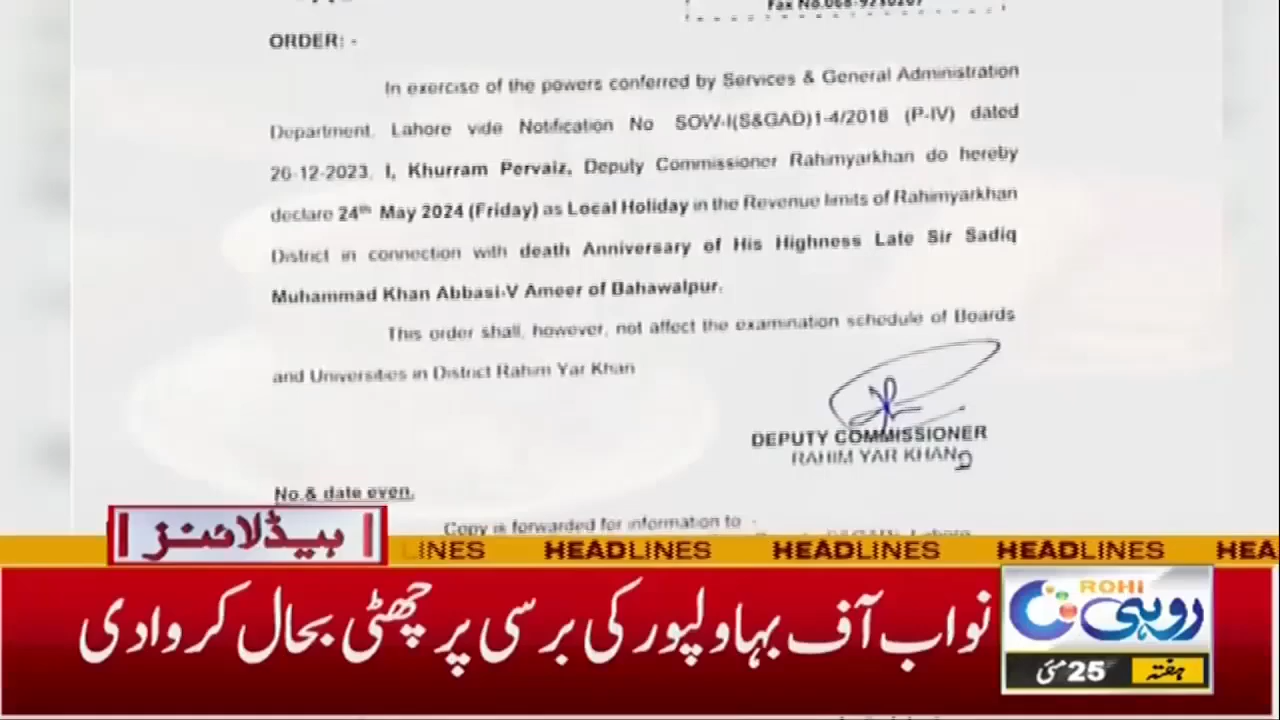 Fax No.068-9230207
ORDER: -
In exercise of the powers conferred by Services & General Administration
Department, Lahore vide Notification No SOW-I(S&GAD)1-4/2018 (P-IV) dated
26-12-2023, I, Khurram Pervaiz, Deputy Commissioner Rahimyarkhan do hereby
declare 24th May 2024 (Friday) as Local Holiday in the Revenue limits of Rahimyarkhan
District in connection with death Anniversary of His Highness Late Sir Sadiq
Muhammad Khan Abbasi-V Ameer of Bahawalpur.
This order shall, however, not affect the examination schedule of Boards
and Universities in District Rahim Yar Khan
DEPUTY COMMISSIONER
RAHIM YAR KHAN
No.& date even.
Copy is forwarded for information to -
ہیڈلائنز
LINES HEADLINES HEADLINES HEADLINES HEA
نواب آف بہاولپور کی برسی پر چھٹی بحال کروادی
ROHI
روہی
ہفتہ 25 مئی